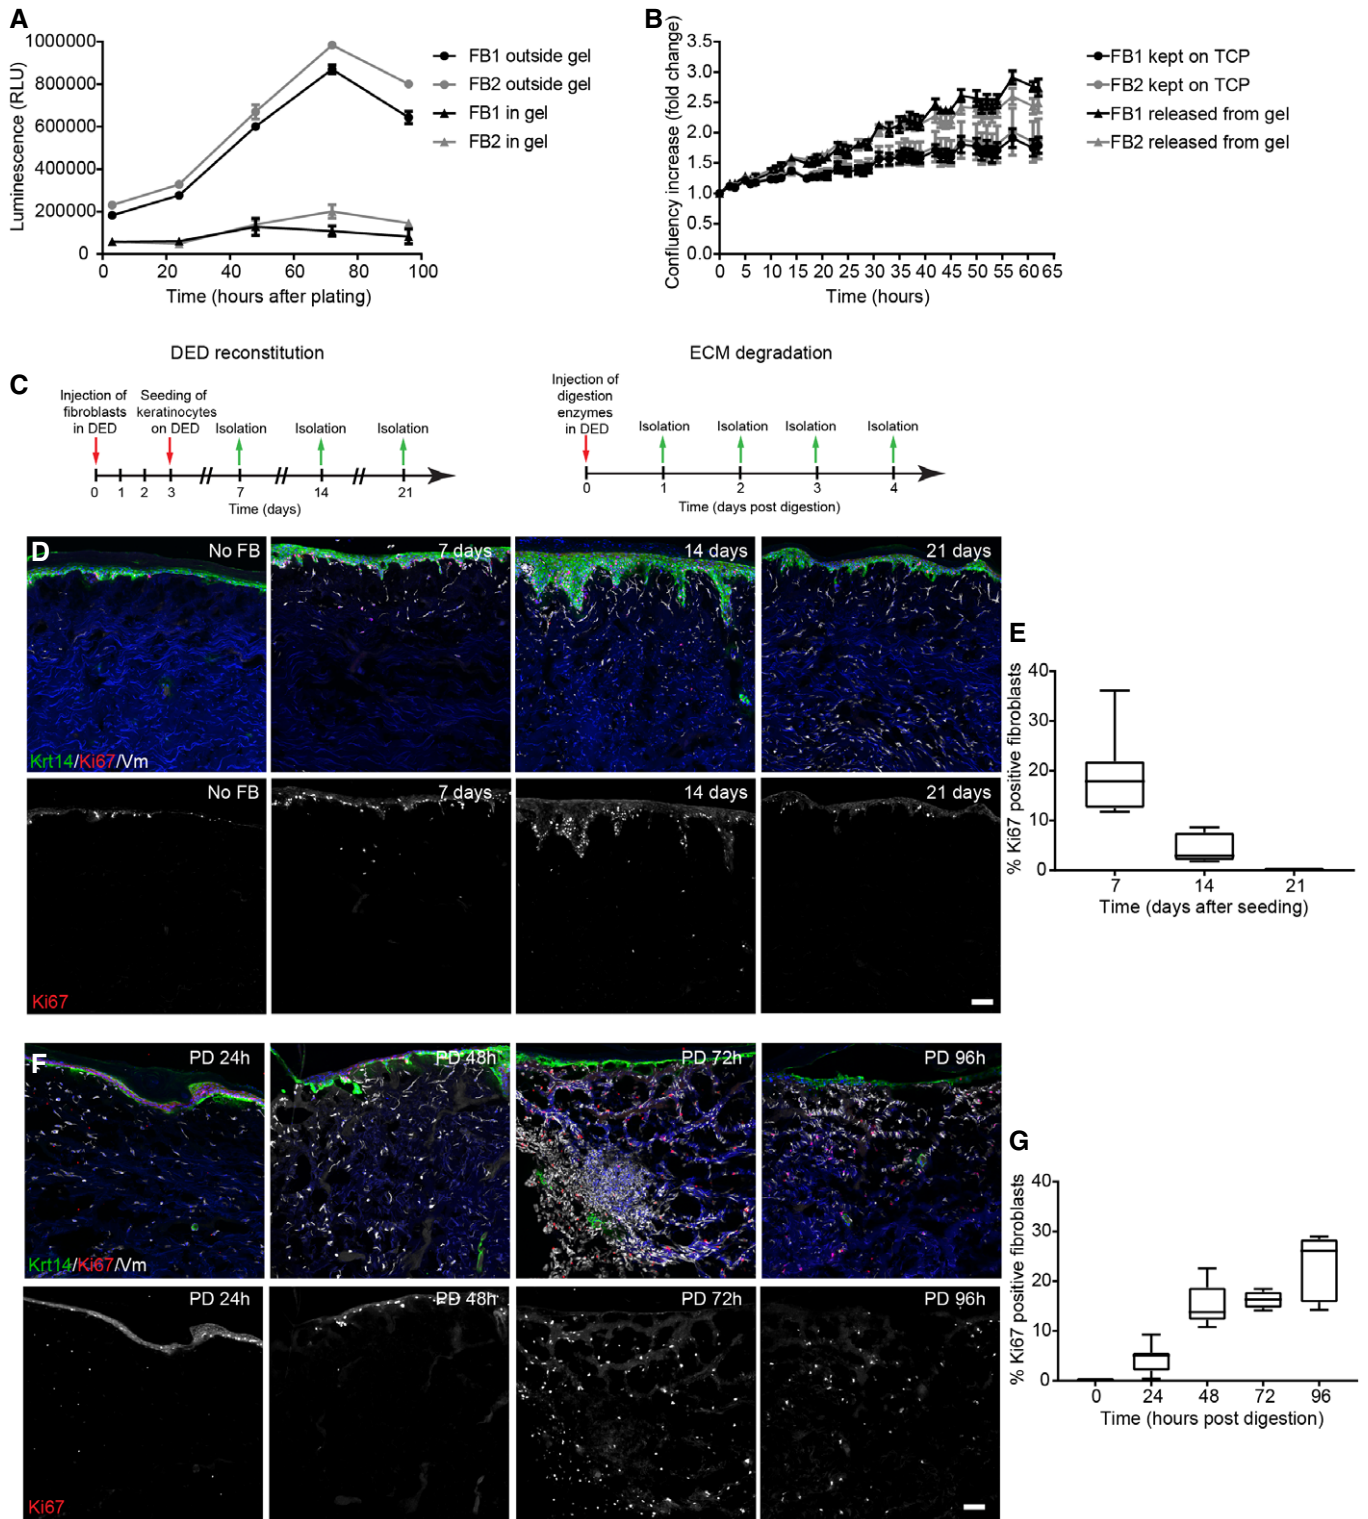 A
Luminescence (RLU)
1000000
800000
600000
400000
200000
0
0 20 40 60 80 100
Time (hours after plating)
FB1 outside gel
FB2 outside gel
FB1 in gel
FB2 in gel
B
Confluency increase (fold change)
3.5
3.0
2.5
2.0
1.5
1.0
0.5
0.0
0 5 10 15 20 25 30 35 40 45 50 55 60 65
Time (hours)
FB1 kept on TCP
FB2 kept on TCP
FB1 released from gel
FB2 released from gel
C
DED reconstitution
Injection of
fibroblasts
in DED
Seeding of
keratinocytes
on DED
Isolation
Isolation
Isolation
0 1 2 3 7 14 21
Time (days)
ECM degradation
Injection of
digestion
enzymes
in DED
Isolation
Isolation
Isolation
Isolation
0 1 2 3 4
Time (days post digestion)
D
No FB
7 days
14 days
21 days
Krt14/Ki67/Vm
No FB
7 days
14 days
21 days
Ki67
E
% Ki67 positive fibroblasts
40
30
20
10
0
7 14 21
Time (days after seeding)
F
PD 24h
PD 48h
PD 72h
PD 96h
Krt14/Ki67/Vm
PD 24h
PD 48h
PD 72h
PD 96h
Ki67
G
% Ki67 positive fibroblasts
40
30
20
10
0
0 24 48 72 96
Time (hours post digestion)